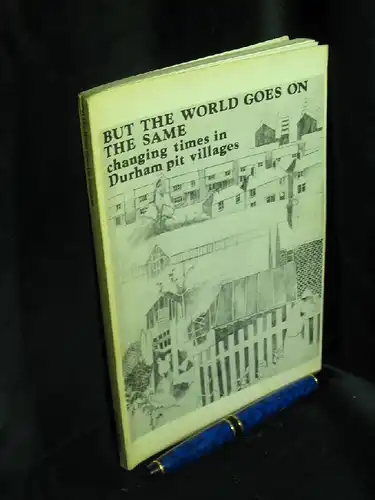 BUT THE WORLD GOES ON
THE SAME
changing times in
Durham pit villages